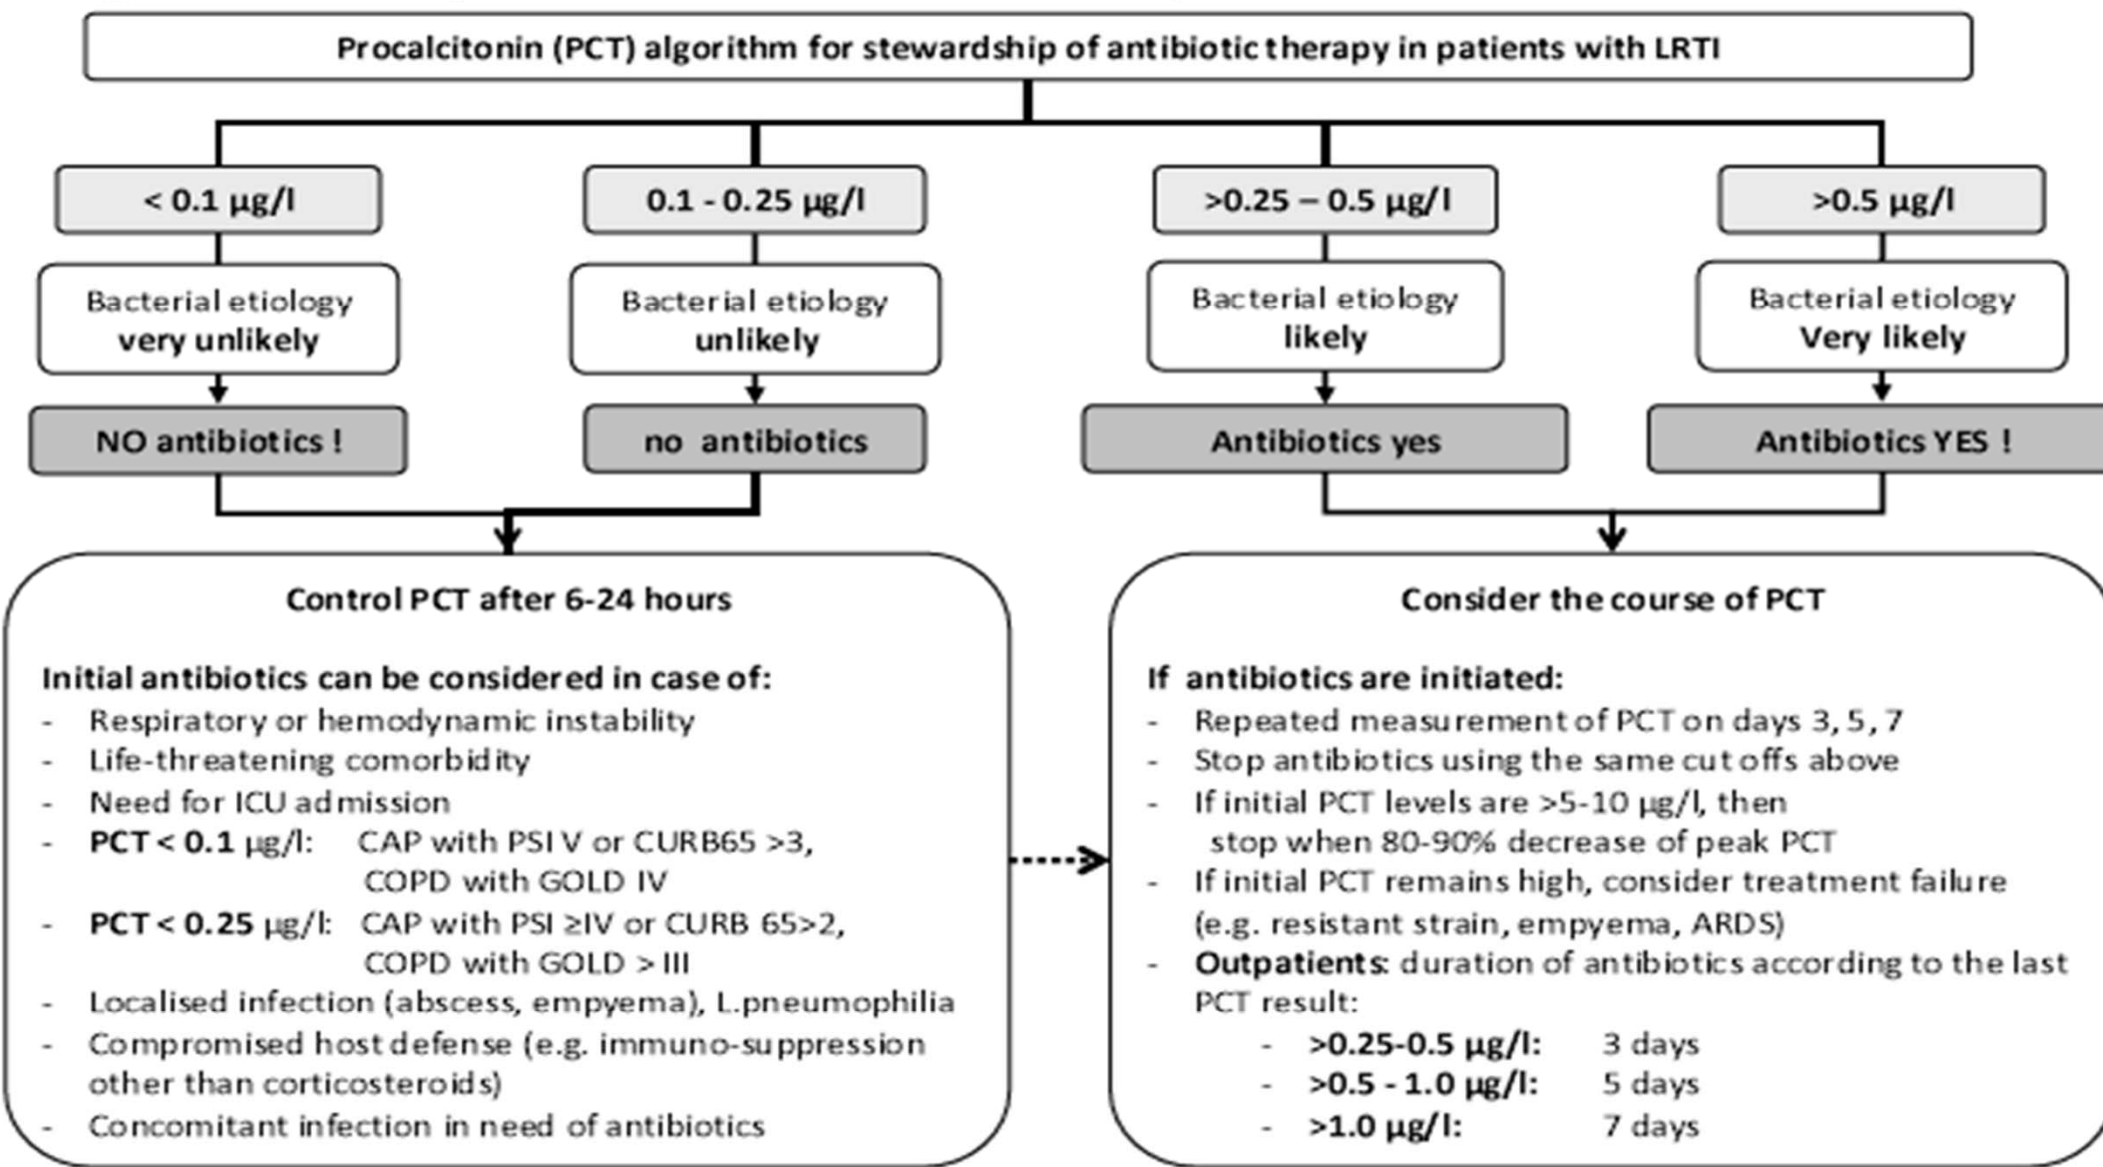 Procalcitonin (PCT) algorithm for stewardship of antibiotic therapy in patients with LRTI
< 0.1 µg/l
0.1 - 0.25 µg/l
>0.25 – 0.5 µg/l
>0.5 µg/l
Bacterial etiology
very unlikely
Bacterial etiology
unlikely
Bacterial etiology
likely
Bacterial etiology
Very likely
NO antibiotics !
no antibiotics
Antibiotics yes
Antibiotics YES !
Control PCT after 6-24 hours
Initial antibiotics can be considered in case of:
- Respiratory or hemodynamic instability
- Life-threatening comorbidity
- Need for ICU admission
- PCT < 0.1 µg/l: CAP with PSI V or CURB65 >3,
COPD with GOLD IV
- PCT < 0.25 µg/l: CAP with PSI ≥IV or CURB 65>2,
COPD with GOLD > III
- Localised infection (abscess, empyema), L.pneumophilia
- Compromised host defense (e.g. immuno-suppression
other than corticosteroids)
- Concomitant infection in need of antibiotics
Consider the course of PCT
If antibiotics are initiated:
- Repeated measurement of PCT on days 3, 5, 7
- Stop antibiotics using the same cut offs above
- If initial PCT levels are >5-10 µg/l, then
stop when 80-90% decrease of peak PCT
- If initial PCT remains high, consider treatment failure
(e.g. resistant strain, empyema, ARDS)
- Outpatients: duration of antibiotics according to the last
PCT result:
- >0.25-0.5 µg/l: 3 days
- >0.5 - 1.0 µg/l: 5 days
- >1.0 µg/l: 7 days